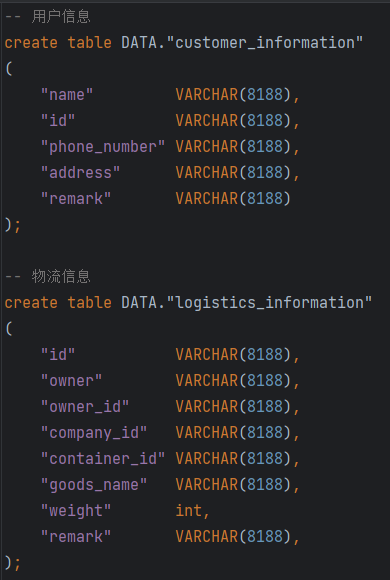 -- 用户信息
create table DATA."customer_information"
(
    "name"         VARCHAR(8188),
    "id"           VARCHAR(8188),
    "phone_number" VARCHAR(8188),
    "address"      VARCHAR(8188),
    "remark"       VARCHAR(8188)
);

-- 物流信息
create table DATA."logistics_information"
(
    "id"           VARCHAR(8188),
    "owner"        VARCHAR(8188),
    "owner_id"     VARCHAR(8188),
    "company_id"   VARCHAR(8188),
    "container_id" VARCHAR(8188),
    "goods_name"   VARCHAR(8188),
    "weight"       int,
    "remark"       VARCHAR(8188),
);